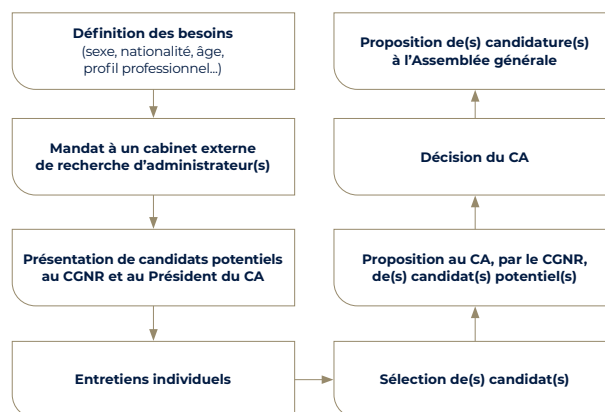 Définition des besoins
(sexe, nationalité, âge,
profil professionnel...)
Mandat à un cabinet externe
de recherche d’administrateur(s)
Présentation de candidats potentiels
au CGNR et au Président du CA
Entretiens individuels
Sélection de(s) candidat(s)
Proposition au CA, par le CGNR,
de(s) candidat(s) potentiel(s)
Décision du CA
Proposition de(s) candidature(s)
à l’Assemblée générale